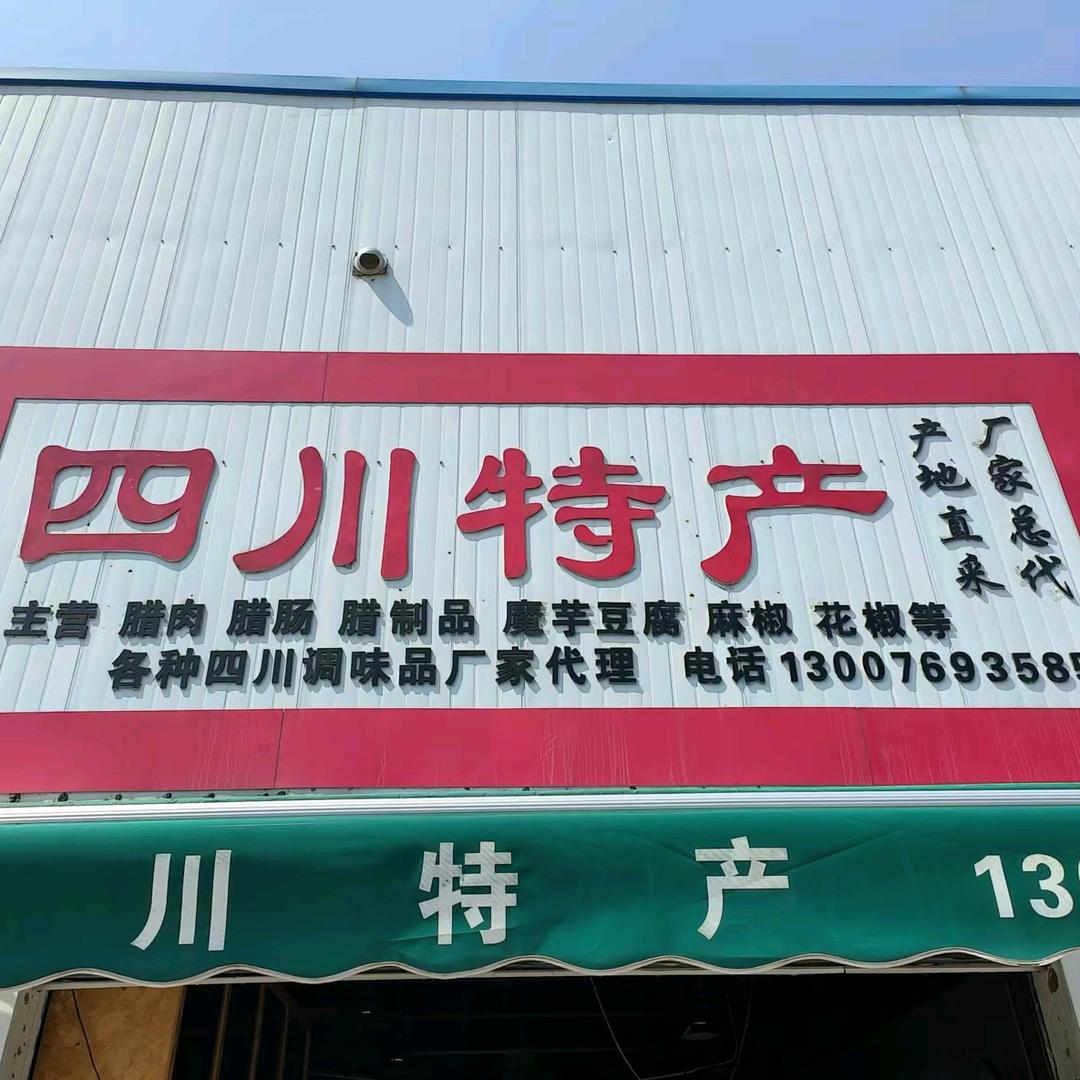 四川特产
厂家总代
产地直来
主营 腊肉 腊肠 腊制品 魔芋豆腐 麻椒 花椒等
各种四川调味品厂家代理 电话13007693585
川特产 13